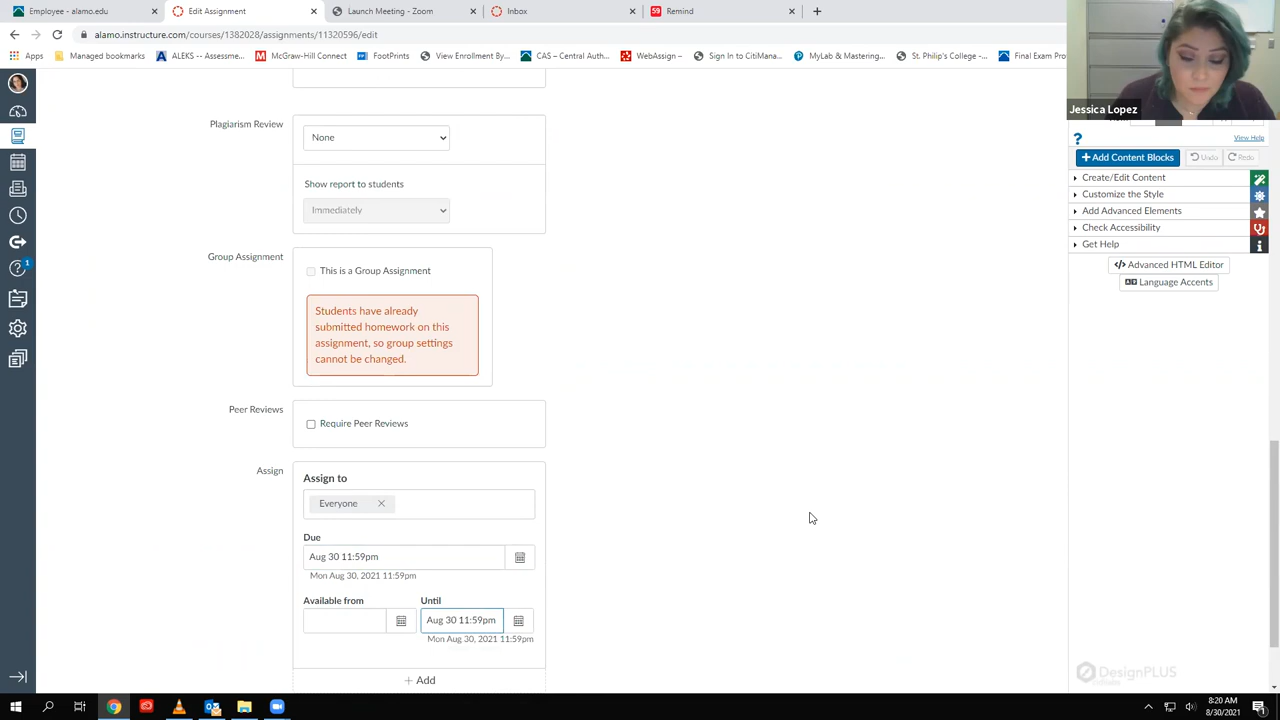 Employee - alamo.edu
Edit Assignment
Launch Meeting - Zoom
Inbox
59
Remind
alamo.instructure.com/courses/1382028/assignments/11320596/edit
Apps
Managed bookmarks
ALEKS -- Assessme...
McGraw-Hill Connect
FootPrints
View Enrollment By...
CAS – Central Auth...
WebAssign –
Sign In to CitiMana...
MyLab & Mastering...
St. Philip's College -...
Final Exam Pro
Jessica Lopez
Plagiarism Review
None
Show report to students
Immediately
Group Assignment
This is a Group Assignment
Students have already
submitted homework on this
assignment, so group settings
cannot be changed.
Peer Reviews
Require Peer Reviews
Assign
Assign to
Everyone
Due
Aug 30 11:59pm
Mon Aug 30, 2021 11:59pm
Available from
Until
Aug 30 11:59pm
Mon Aug 30, 2021 11:59pm
+ Add
1
?
View Help
+ Add Content Blocks
Undo
Redo
Create/Edit Content
Customize the Style
Add Advanced Elements
Check Accessibility
Get Help
</> Advanced HTML Editor
Language Accents
DesignPLUS
8:20 AM
8/30/2021
1